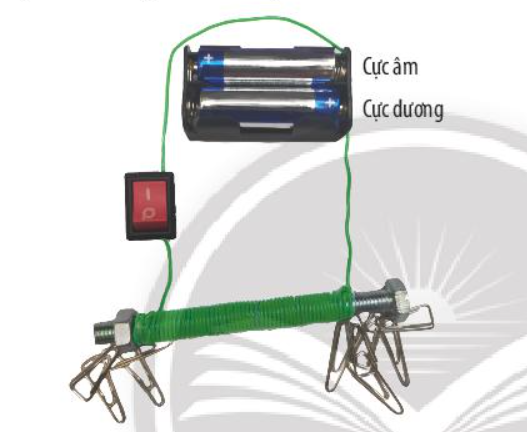 +
Cực âm
+
Cực dương